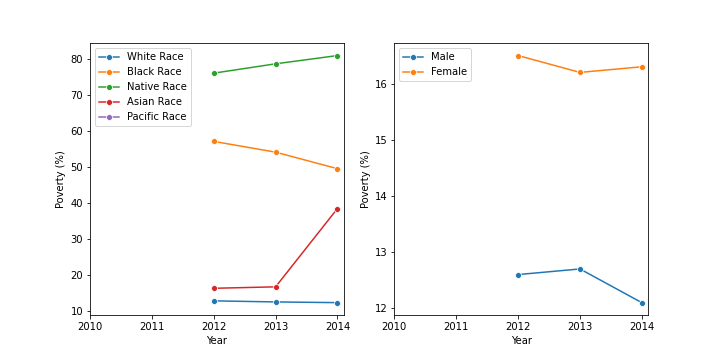 White Race
Black Race
Native Race
Asian Race
Pacific Race
80
70
60
50
40
30
20
10
Poverty (%)
2010 2011 2012 2013 2014
Year
Male
Female
16
15
14
13
12
Poverty (%)
2010 2011 2012 2013 2014
Year